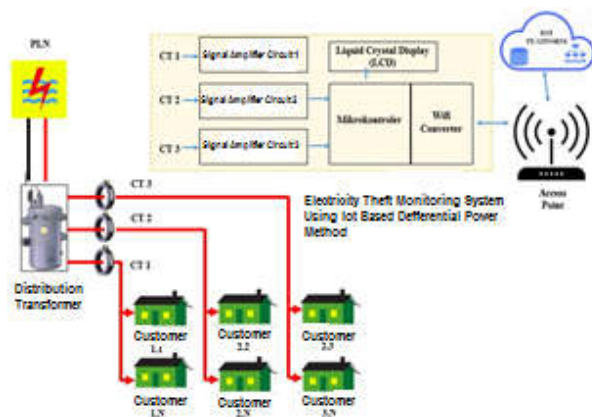 PLN
CT 1
Signal Amplifier Circuit 1
Liquid Crystal Display
(LCD)
CT 2
Signal Amplifier Circuit 2
Mikrokontroler
Wifi
Converter
CT 3
Signal Amplifier Circuit 3
IOT
PLATFORM
Access
Point
CT 3
CT 2
CT 1
Electricity Theft Monitoring System
Using Iot Based Defferential Power
Method
Distribution
Transformer
Customer
1.1
Customer
2.2
Customer
2.3
Customer
1.N
Customer
2.N
Customer
3.N